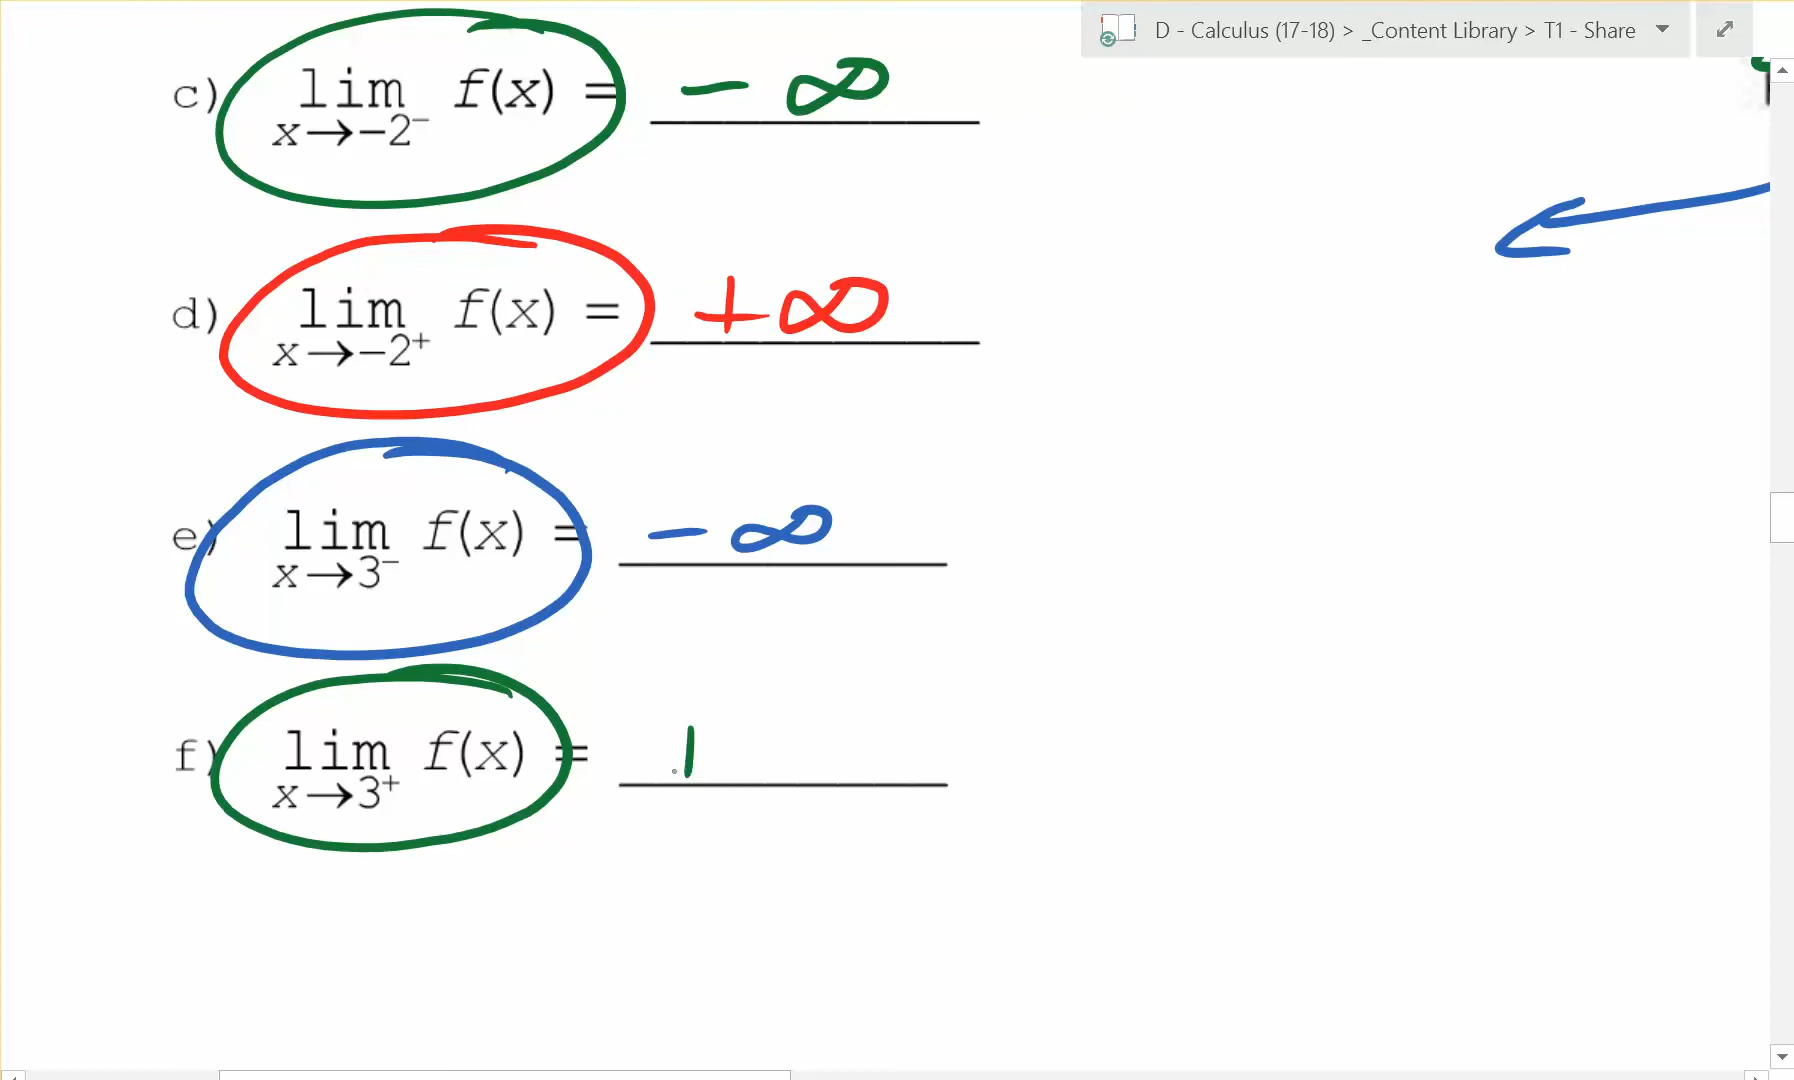 D - Calculus (17-18) > _Content Library > T1 - Share
c) lim f(x) = - ∞
x→-2⁻
d) lim f(x) = +∞
x→-2⁺
e) lim f(x) = - ∞
x→3⁻
f) lim f(x) = 1
x→3⁺